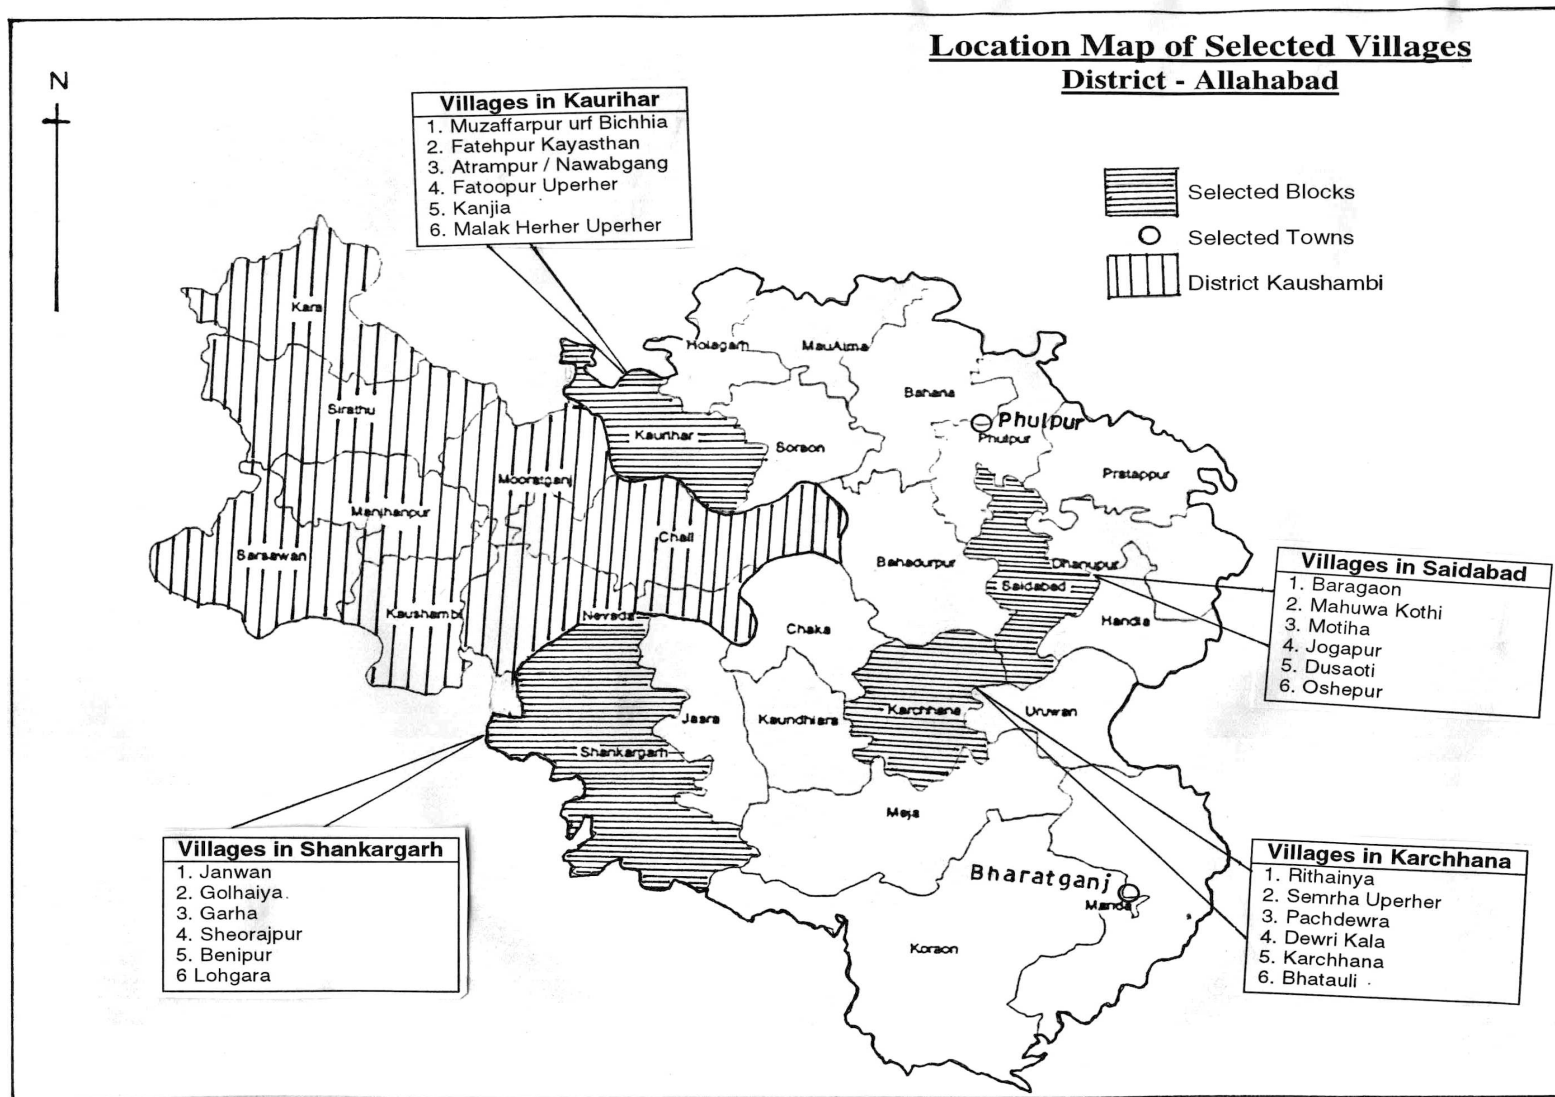 Location Map of Selected Villages
District - Allahabad
N
Villages in Kaurihar
1. Muzaffarpur urf Bichhia
2. Fatehpur Kayasthan
3. Atrampur / Nawabgang
4. Fatoopur Uperher
5. Kanjia
6. Malak Herher Uperher
Selected Blocks
Selected Towns
District Kaushambi
Kara
Holagarh
MauAima
Bahana
Sirathu
Kaurihar
Soraon
Phulpur
Phulpur
Pratappur
Mooratganj
Manjhanpur
Sarsawan
Chail
Bahadurpur
Dhanupur
Saidabad
Kaushambi
Nevada
Chaka
Handia
Villages in Saidabad
1. Baragaon
2. Mahuwa Kothi
3. Motiha
4. Jogapur
5. Dusaoti
6. Oshepur
Jasra
Kaundhiara
Karchhana
Uruwan
Shankargarh
Meja
Villages in Shankargarh
1. Janwan
2. Golhaiya
3. Garha
4. Sheorajpur
5. Benipur
6 Lohgara
Bharatganj
Manda
Koraon
Villages in Karchhana
1. Rithainya
2. Semrha Uperher
3. Pachdewra
4. Dewri Kala
5. Karchhana
6. Bhatauli